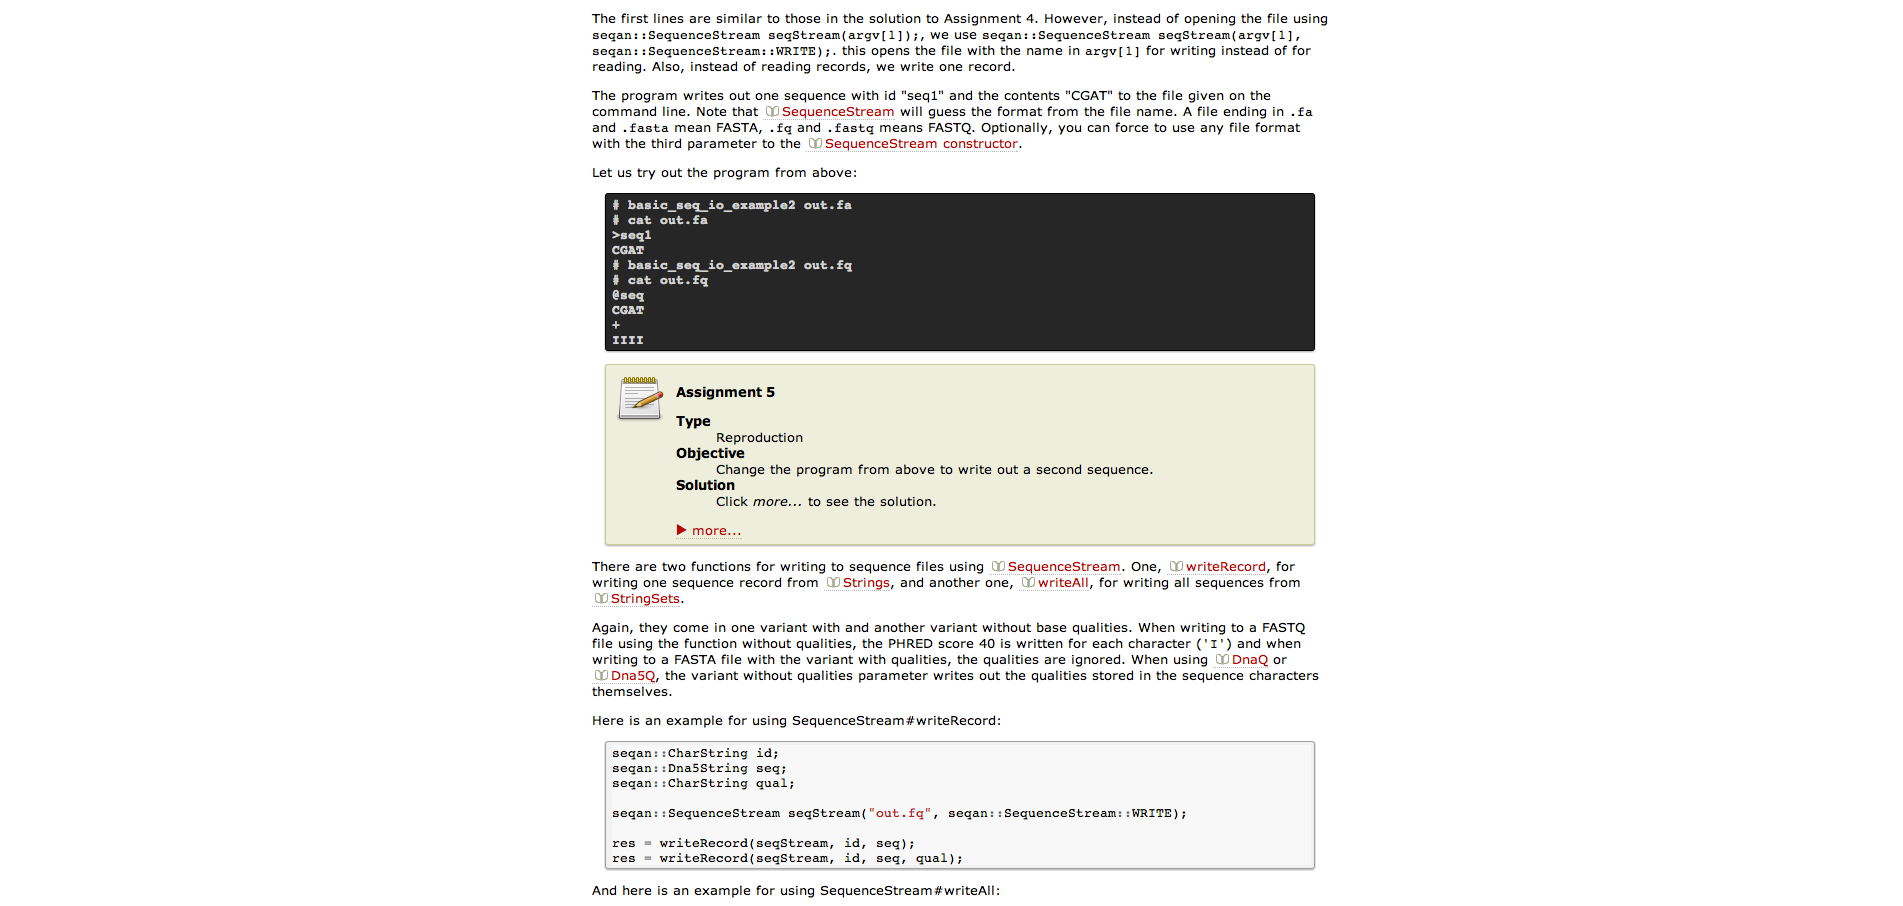 The first lines are similar to those in the solution to Assignment 4. However, instead of opening the file using
seqan::SequenceStream seqStream(argv[1]);, we use seqan::SequenceStream seqStream(argv[1],
seqan::SequenceStream::WRITE);. this opens the file with the name in argv[1] for writing instead of for
reading. Also, instead of reading records, we write one record.
The program writes out one sequence with id "seq1" and the contents "CGAT" to the file given on the
command line. Note that SequenceStream will guess the format from the file name. A file ending in .fa
and .fasta mean FASTA, .fq and .fastq means FASTQ. Optionally, you can force to use any file format
with the third parameter to the SequenceStream constructor.
Let us try out the program from above:
# basic_seq_io_example2 out.fa
# cat out.fa
>seq1
CGAT
# basic_seq_io_example2 out.fq
# cat out.fq
@seq
CGAT
+
IIII
Assignment 5
Type
Reproduction
Objective
Change the program from above to write out a second sequence.
Solution
Click more... to see the solution.
more...
There are two functions for writing to sequence files using SequenceStream. One, writeRecord, for
writing one sequence record from Strings, and another one, writeAll, for writing all sequences from
StringSets.
Again, they come in one variant with and another variant without base qualities. When writing to a FASTQ
file using the function without qualities, the PHRED score 40 is written for each character ('I') and when
writing to a FASTA file with the variant with qualities, the qualities are ignored. When using DnaQ or
Dna5Q, the variant without qualities parameter writes out the qualities stored in the sequence characters
themselves.
Here is an example for using SequenceStream#writeRecord:
seqan::CharString id;
seqan::Dna5String seq;
seqan::CharString qual;
seqan::SequenceStream seqStream("out.fq", seqan::SequenceStream::WRITE);
res = writeRecord(seqStream, id, seq);
res = writeRecord(seqStream, id, seq, qual);
And here is an example for using SequenceStream#writeAll: